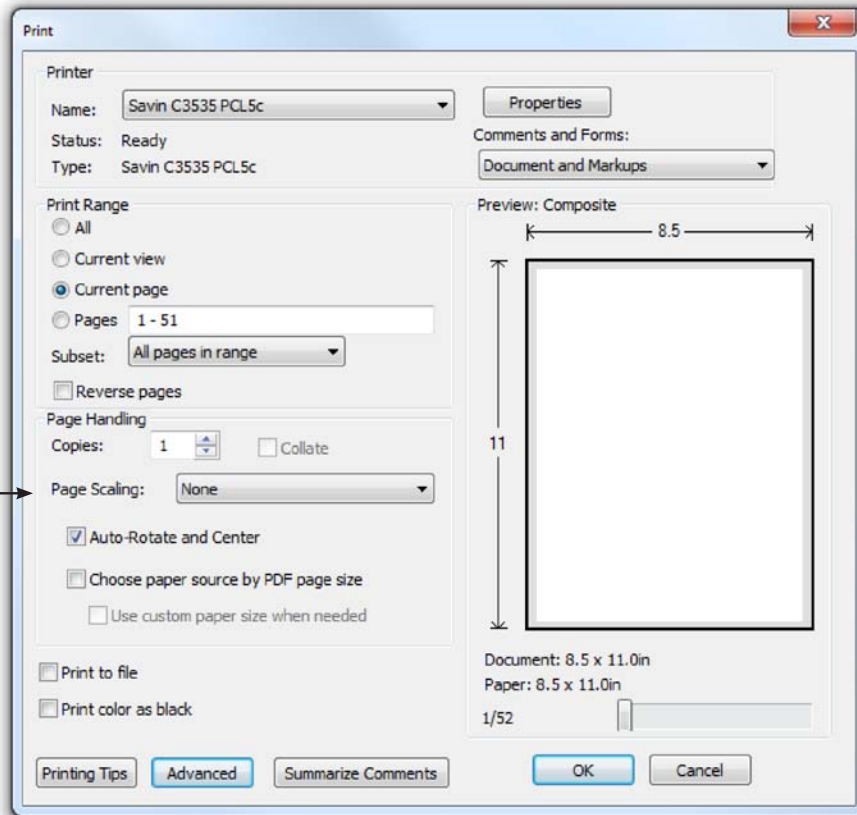 Print
Printer
Name: Savin C3535 PCL5c
Properties
Status: Ready
Comments and Forms:
Type: Savin C3535 PCL5c
Document and Markups
Print Range
All
Current view
Current page
Pages 1 - 51
Subset: All pages in range
Reverse pages
Page Handling
Copies: 1 Collate
Page Scaling: None
Auto-Rotate and Center
Choose paper source by PDF page size
Use custom paper size when needed
Preview: Composite
8.5
11
Document: 8.5 x 11.0in
Paper: 8.5 x 11.0in
1/52
Print to file
Print color as black
Printing Tips Advanced Summarize Comments OK Cancel